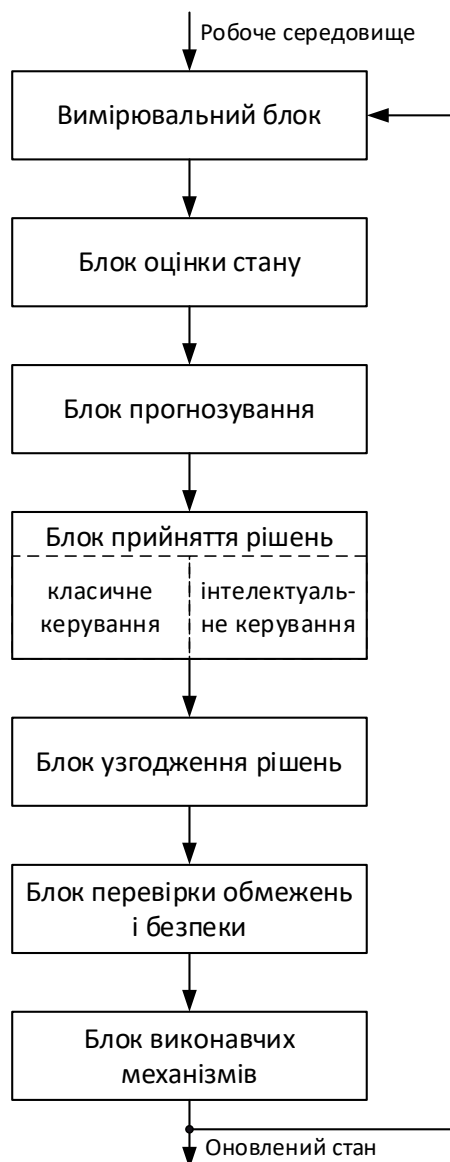 Робоче середовище
Вимірювальний блок
Блок оцінки стану
Блок прогнозування
Блок прийняття рішень
класичне
керування
інтелектуаль-
не керування
Блок узгодження рішень
Блок перевірки обмежень
і безпеки
Блок виконавчих
механізмів
Оновлений стан